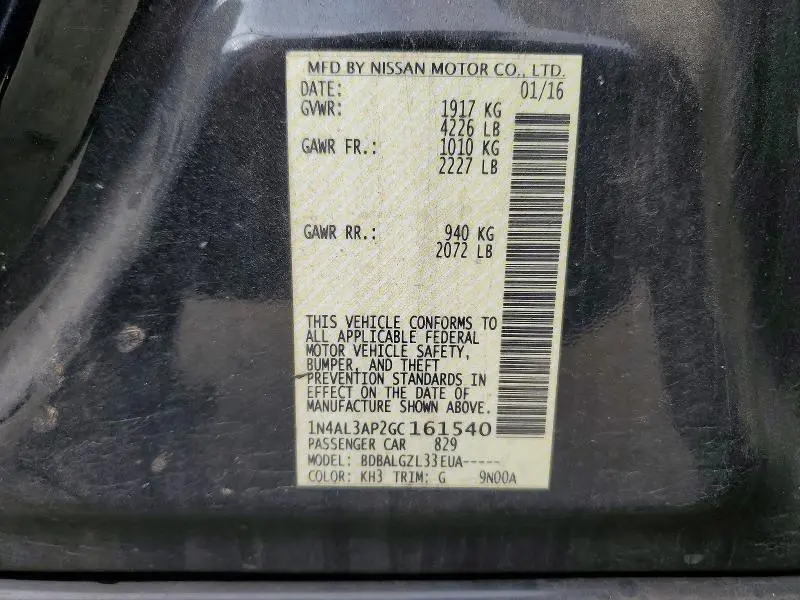 MFD BY NISSAN MOTOR CO., LTD.
DATE: 01/16
GVWR: 1917 KG
4226 LB
GAWR FR.: 1010 KG
2227 LB
GAWR RR.: 940 KG
2072 LB
THIS VEHICLE CONFORMS TO
ALL APPLICABLE FEDERAL
MOTOR VEHICLE SAFETY,
BUMPER, AND THEFT
PREVENTION STANDARDS IN
EFFECT ON THE DATE OF
MANUFACTURE SHOWN ABOVE.
1N4AL3AP2GC161540
PASSENGER CAR 829
MODEL: BDBALGZL33EUA-----
COLOR: KH3 TRIM: G 9N00A